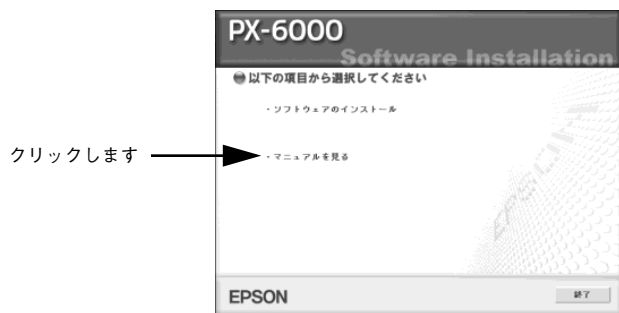 PX-6000
Software Installation
以下の項目から選択してください
・ソフトウェアのインストール
クリックします
・マニュアルを見る
EPSON
EPSON
終了